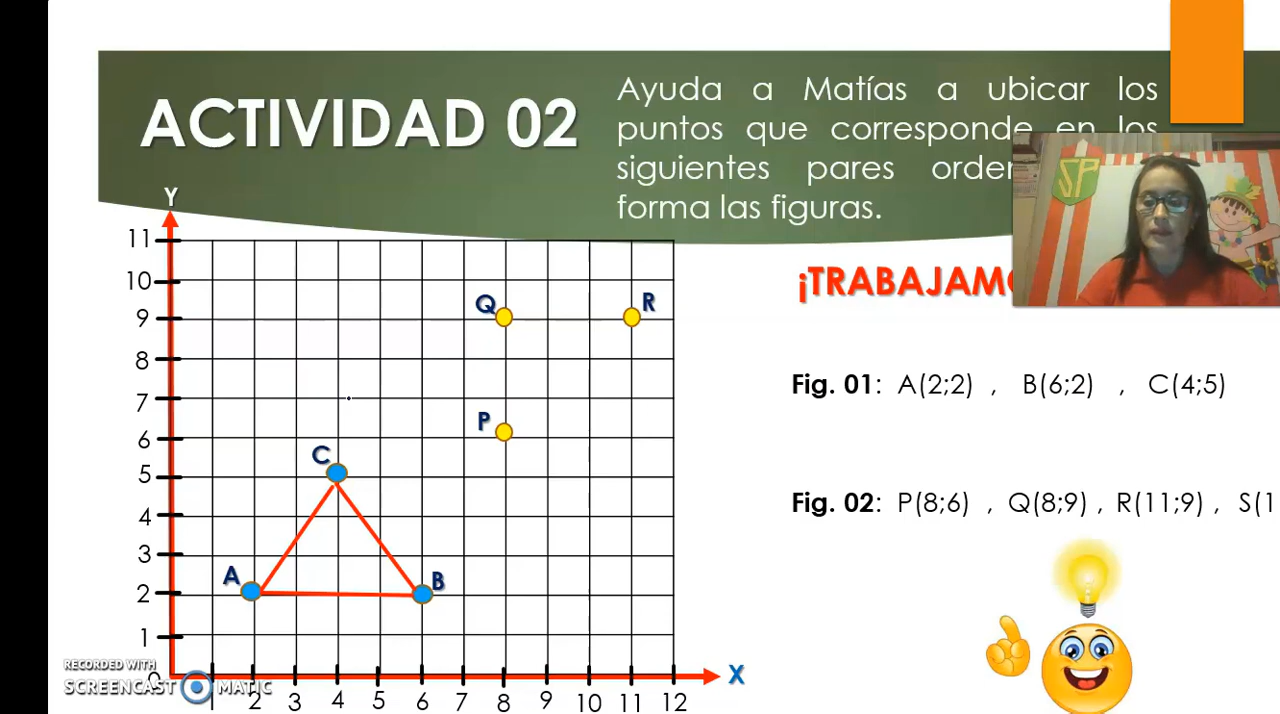 ACTIVIDAD 02
Ayuda a Matías a ubicar los
puntos que corresponde en los
siguientes pares orden
forma las figuras.
SP
¡TRABAJAMO
Y
11
10
9
8
7
6
5
4
3
2
1
0
2 3 4 5 6 7 8 9 10 11 12
X
Q
R
P
C
A
B
Fig. 01: A(2;2) , B(6;2) , C(4;5)
Fig. 02: P(8;6) , Q(8;9) , R(11;9) , S(1
RECORDED WITH
SCREENCAST MATIC